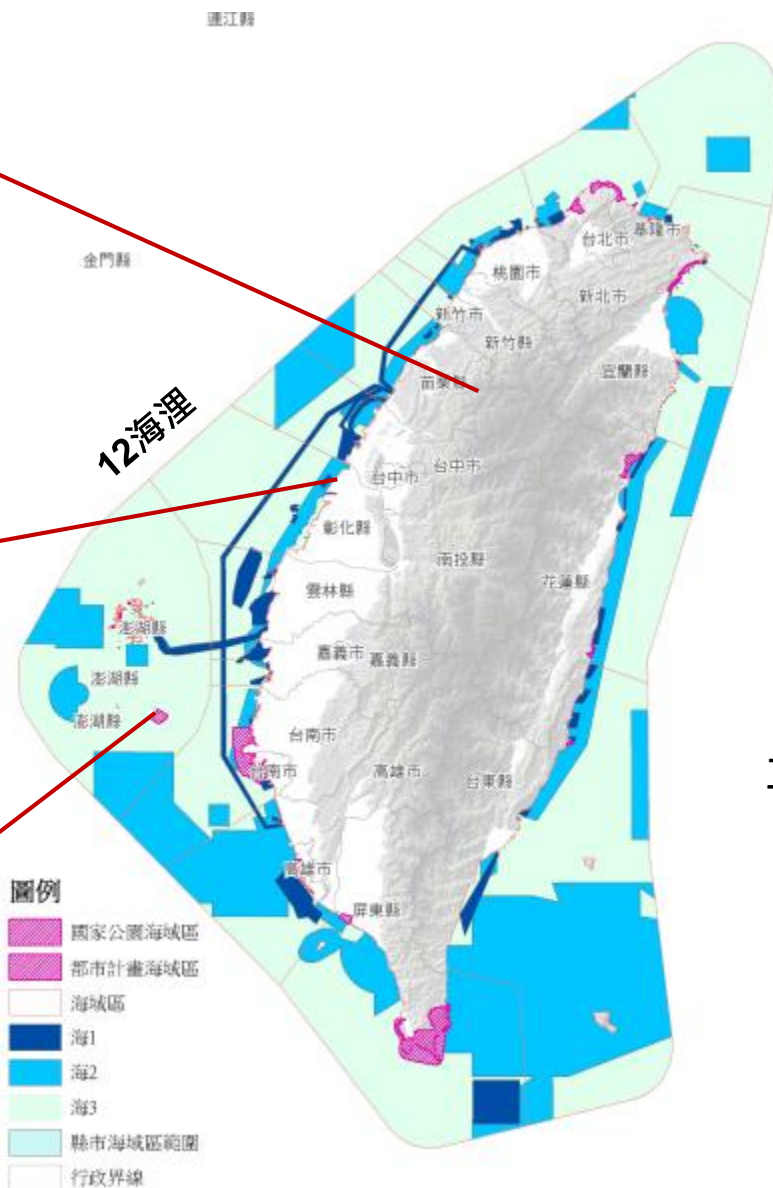 連江縣
金門縣
台北市
基隆市
桃園市
新北市
新竹市
新竹縣
宜蘭縣
苗栗縣
12海浬
台中市
台中市
彰化縣
南投縣
花蓮縣
雲林縣
澎湖縣
嘉義市
嘉義縣
澎湖縣
澎湖縣
台南市
台南市
高雄市
台東縣
高雄市
屏東縣
圖例
國家公園海域區
都市計畫海域區
海域區
海1
海2
海3
縣市海域區範圍
行政界線